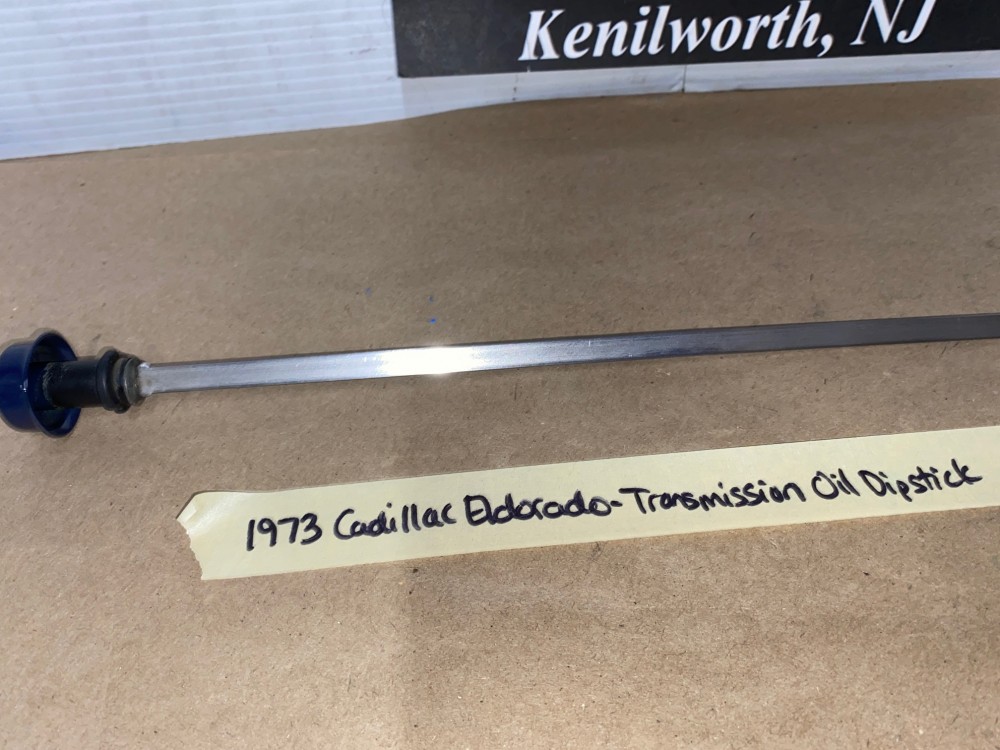 Kenilworth, NJ
1973 Cadillac Eldorado-Transmission Oil Dipstick